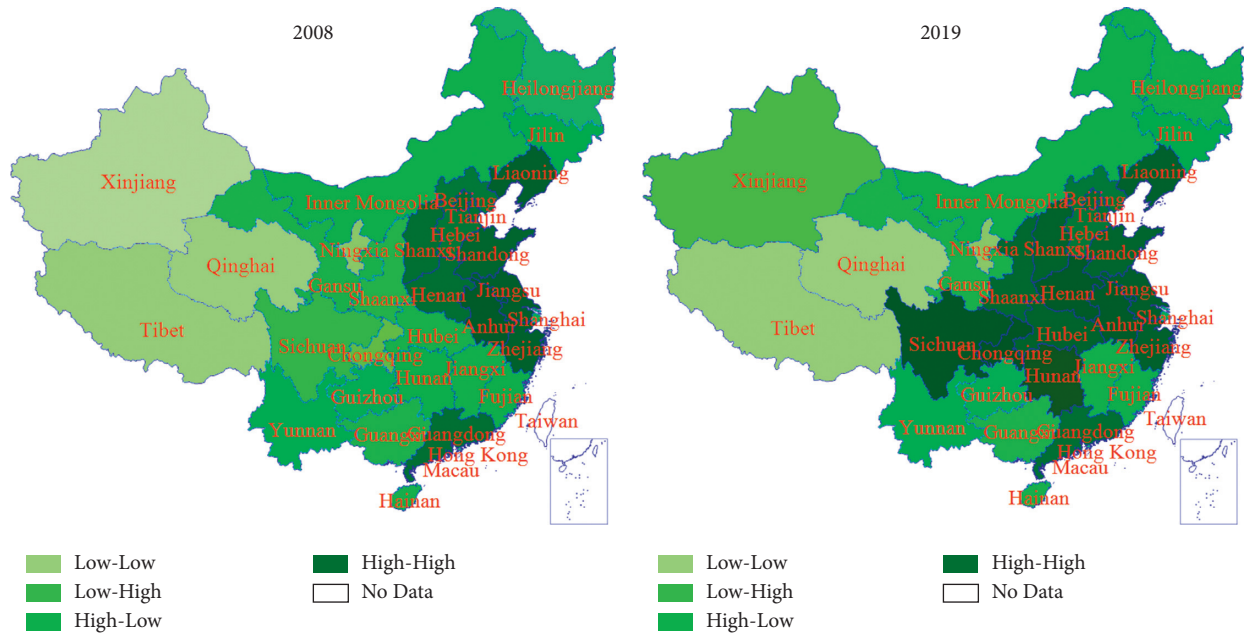 2008
Heilongjiang
Jilin
Liaoning
Xinjiang
Inner Mongolia
Beijing
Tianjin
Hebei
Ningxia
Shanxi
Shandong
Qinghai
Gansu
Shaanxi
Henan
Jiangsu
Tibet
Shanghai
Anhui
Hubei
Sichuan
Chongqing
Zhejiang
Hunan
Jiangxi
Guizhou
Fujian
Taiwan
Yunnan
Guangxi
Guangdong
Hong Kong
Macau
Hainan
Low-Low
Low-High
High-Low
High-High
No Data
2019
Heilongjiang
Jilin
Liaoning
Xinjiang
Inner Mongolia
Beijing
Tianjin
Hebei
Ningxia
Shanxi
Shandong
Qinghai
Gansu
Shaanxi
Henan
Jiangsu
Tibet
Shanghai
Anhui
Hubei
Sichuan
Chongqing
Zhejiang
Hunan
Jiangxi
Guizhou
Fujian
Taiwan
Yunnan
Guangxi
Guangdong
Hong Kong
Macau
Hainan
Low-Low
Low-High
High-Low
High-High
No Data